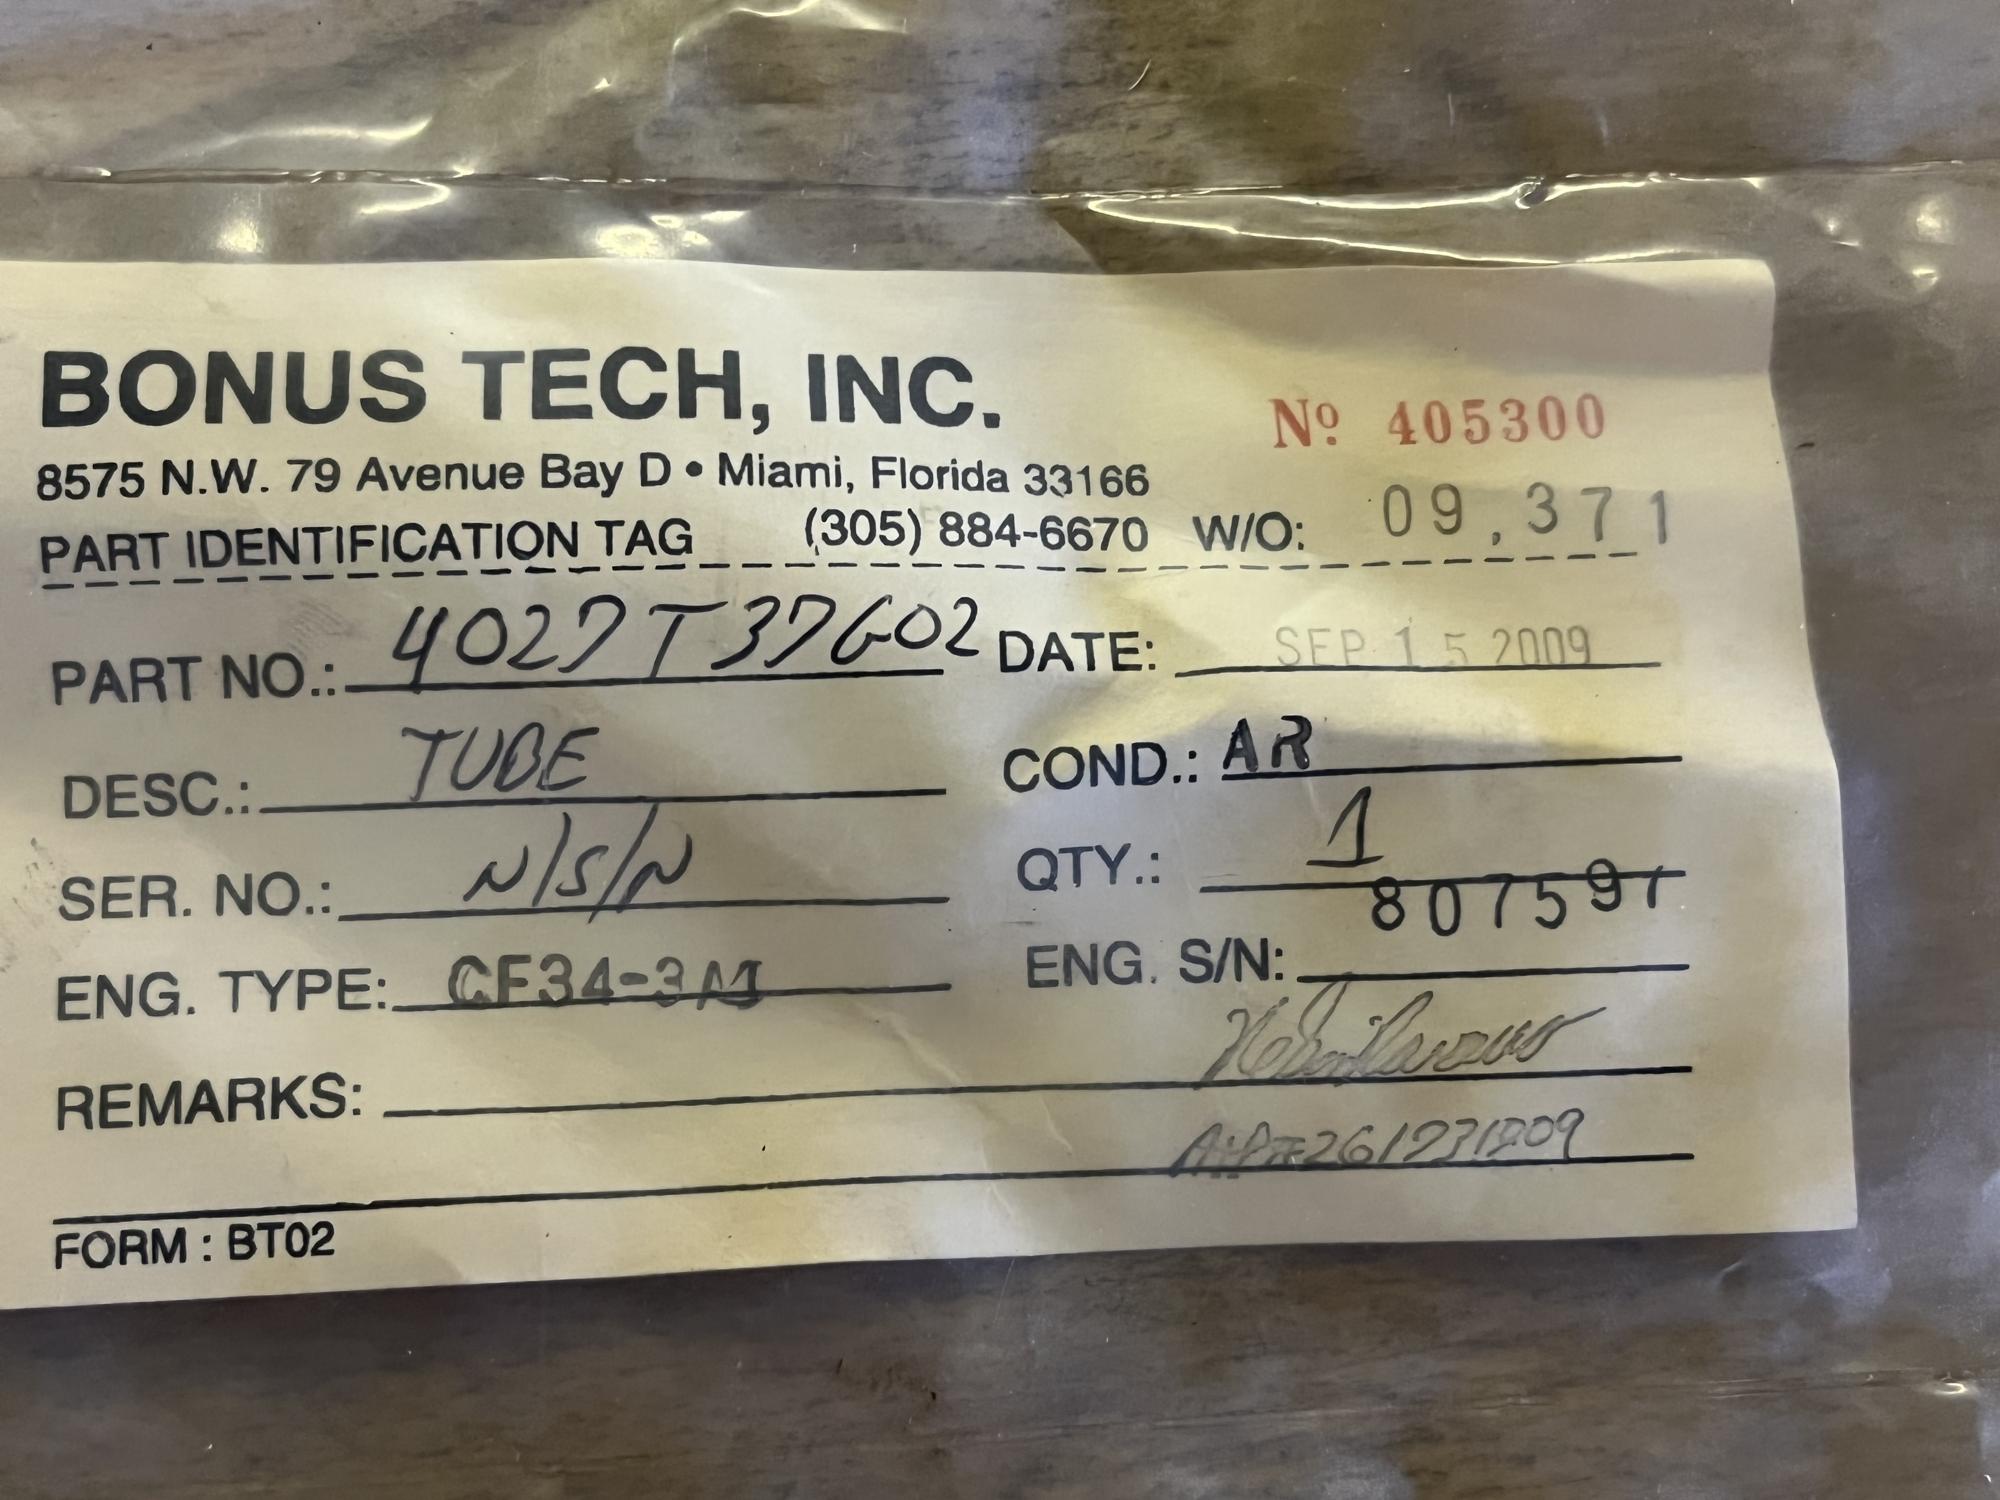 BONUS TECH, INC.
Nº 405300
8575 N.W. 79 Avenue Bay D • Miami, Florida 33166
PART IDENTIFICATION TAG (305) 884-6670 W/O: 09,371
PART NO.: 4027T37G02 DATE: SEP 15 2009
DESC.: TUBE COND.: AR
SER. NO.: N/S/N QTY.: 1
ENG. TYPE: CF34-3A1 ENG. S/N: 807597
REMARKS:
FORM : BT02